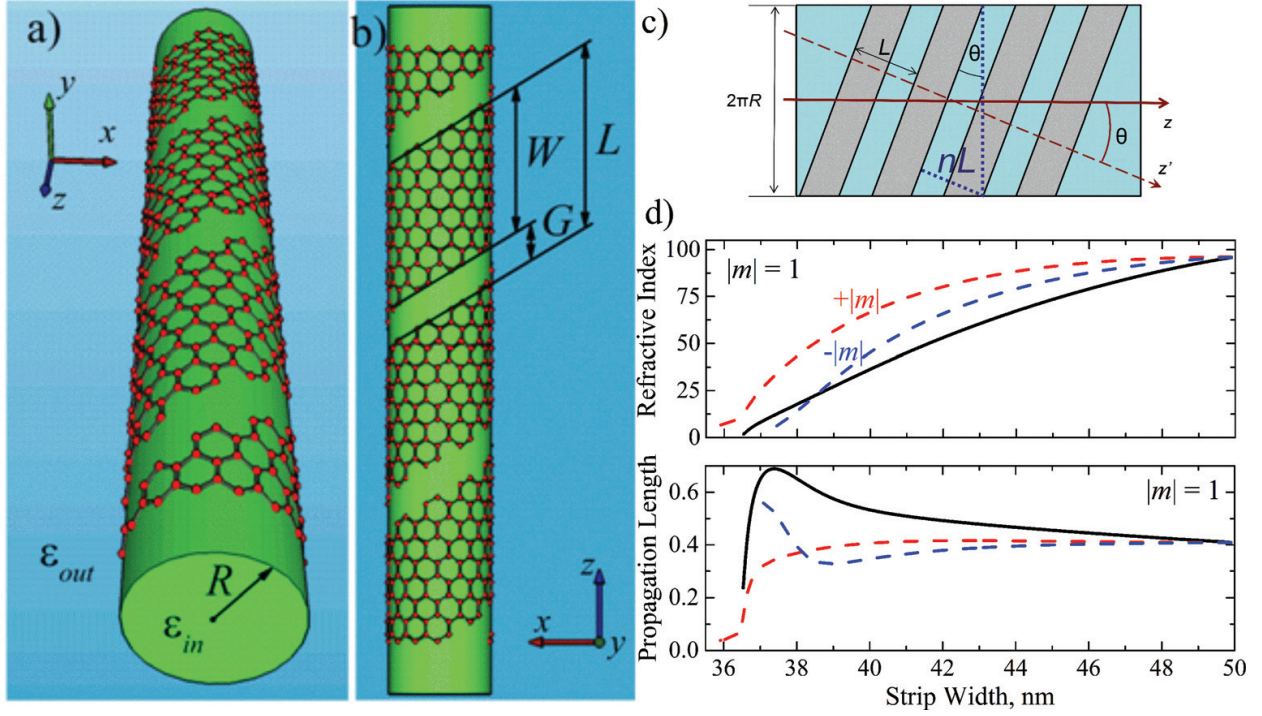 a)
y
x
z
ε_out
R
ε_in
b)
W
L
G
z
x
y
c)
L
θ
2πR
z
θ
nL
z'
d)
Refractive Index
100
75
50
25
0
|m| = 1
+|m|
-|m|
Propagation Length
0.6
0.4
0.2
0.0
|m| = 1
36 38 40 42 44 46 48 50
Strip Width, nm